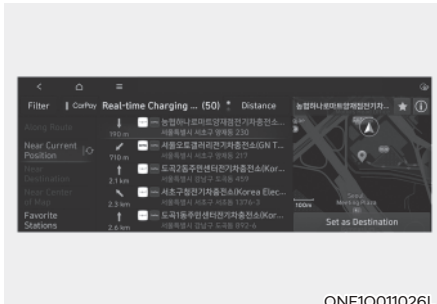 Filter
CarPay
Real-time Charging ... (50)
Distance
농협하나로마트양재점전기차...
Along Route
190 m
농협하나로마트양재점전기차충전소...
서울특별시 서초구 양재동 230
Near Current Position
710 m
서울오토갤러리전기차충전소(GN T...
서울특별시 서초구 양재동 217
Near Destination
2.1 km
도곡2동주민센터전기차충전소(Kor...
서울특별시 강남구 도곡동 459
Near Center of Map
2.3 km
서초구청전기차충전소(Korea Elec...
서울특별시 서초구 서초동 1376-3
Favorite Stations
2.6 km
도곡1동주민센터전기차충전소(Kor...
서울특별시 강남구 도곡동 892-6
100m
Seoul
Set as Destination
ONE1Q011026L